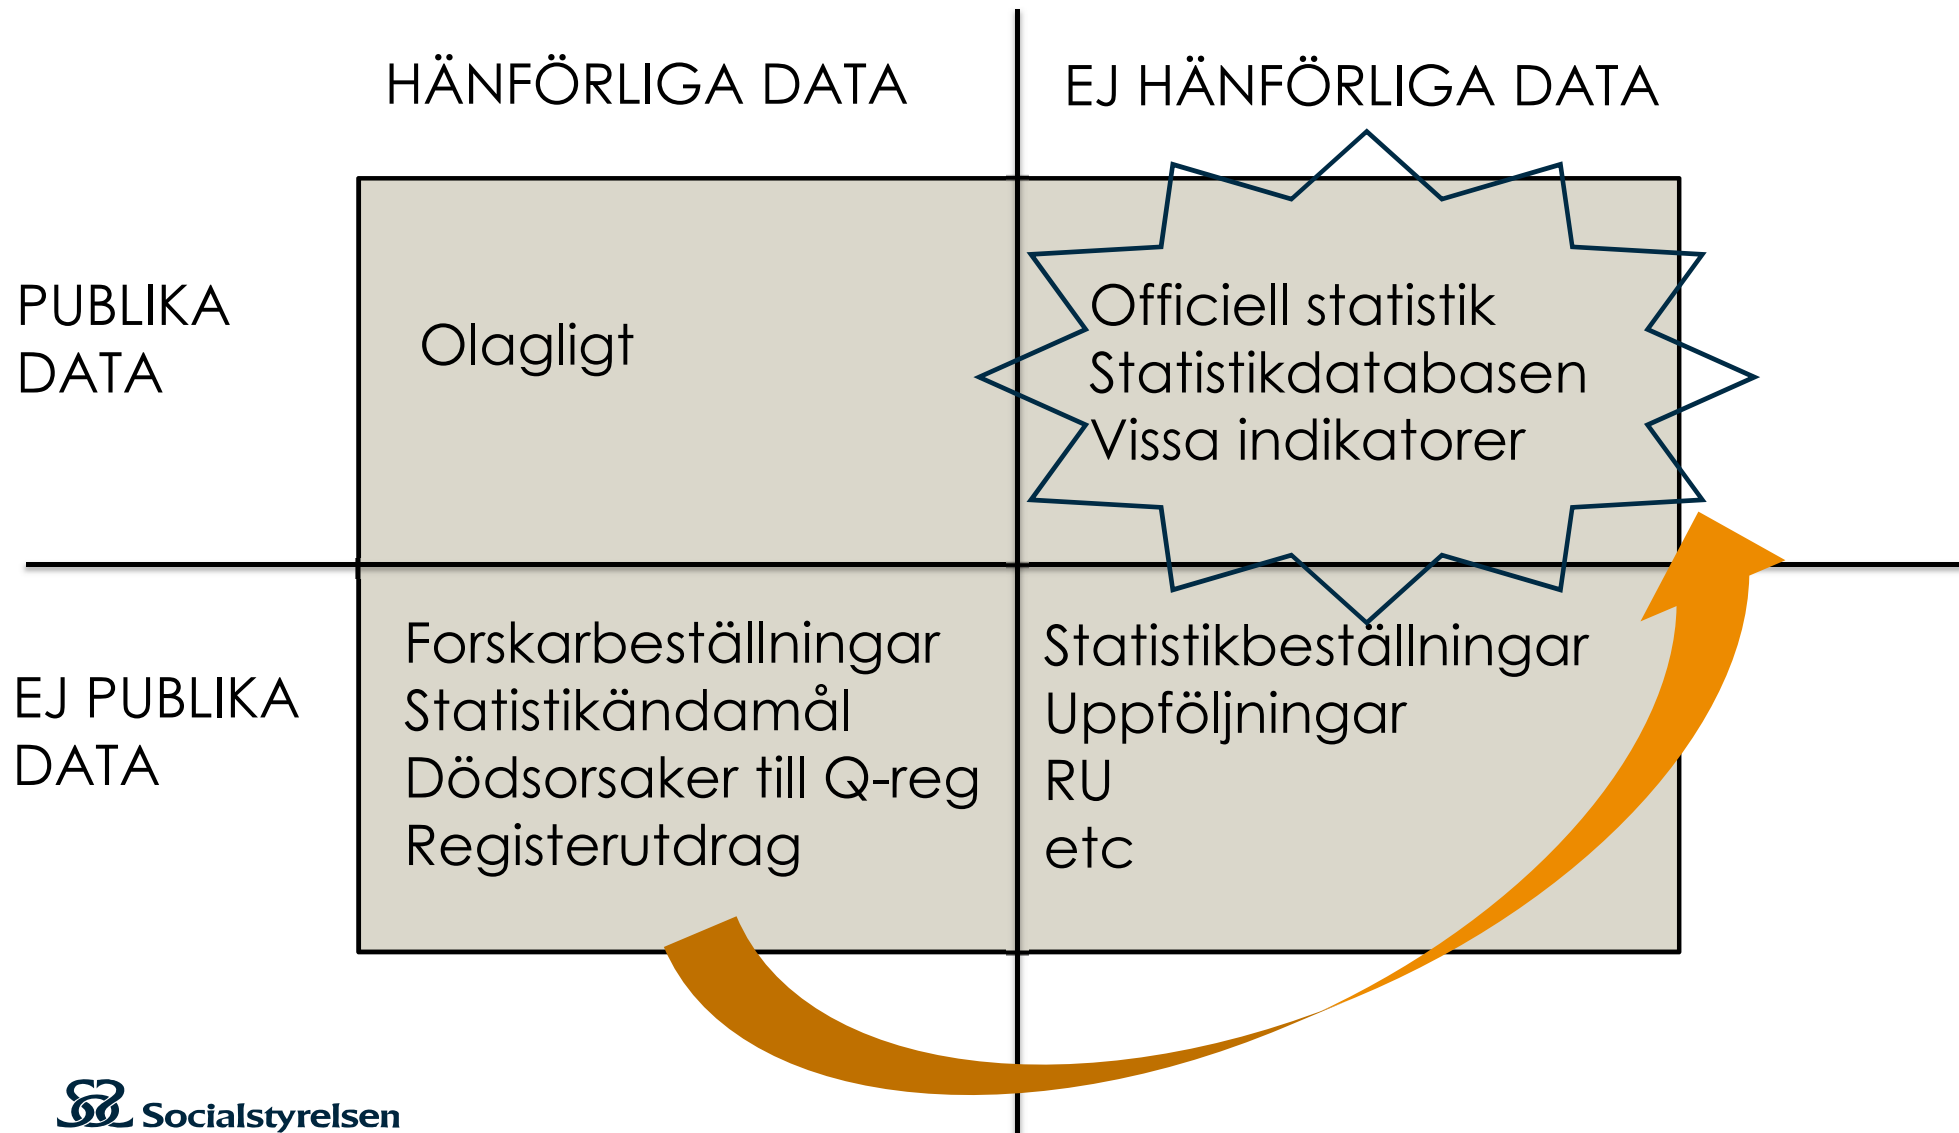 HÄNFÖRLIGA DATA
EJ HÄNFÖRLIGA DATA
PUBLIKA
DATA
Olagligt
Officiell statistik
Statistikdatabasen
Vissa indikatorer
EJ PUBLIKA
DATA
Forskarbeställningar
Statistikändamål
Dödsorsaker till Q-reg
Registerutdrag
Statistikbeställningar
Uppföljningar
RU
etc
Socialstyrelsen